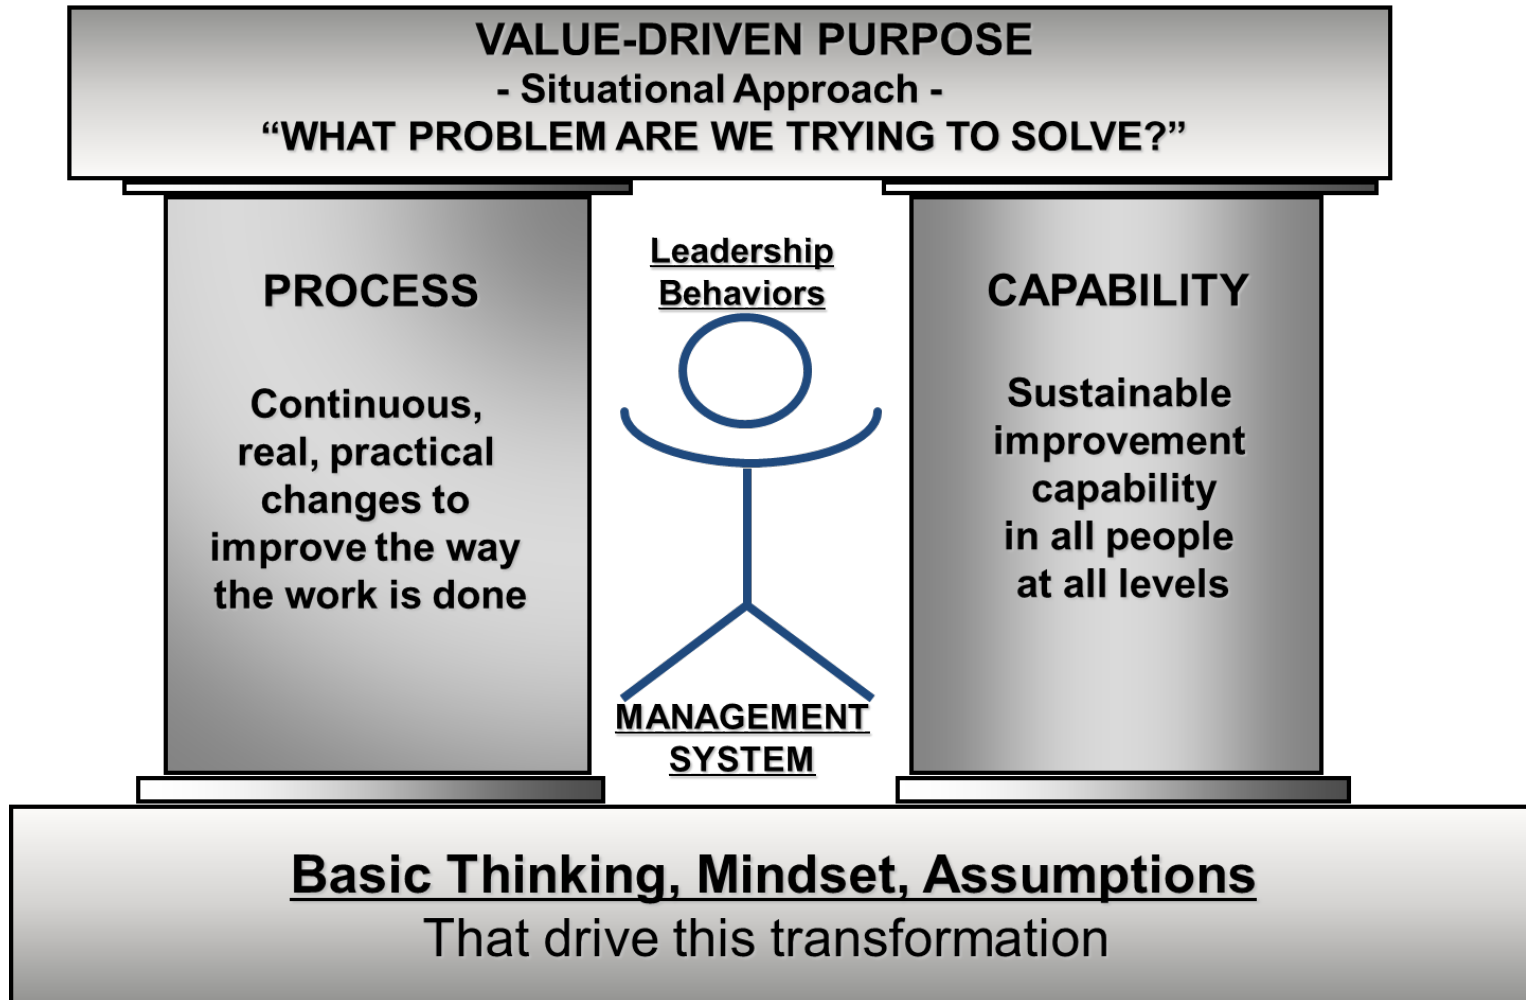 VALUE-DRIVEN PURPOSE
- Situational Approach -
“WHAT PROBLEM ARE WE TRYING TO SOLVE?”
PROCESS
Continuous,
real, practical
changes to
improve the way
the work is done
Leadership
Behaviors
MANAGEMENT
SYSTEM
CAPABILITY
Sustainable
improvement
capability
in all people
at all levels
Basic Thinking, Mindset, Assumptions
That drive this transformation